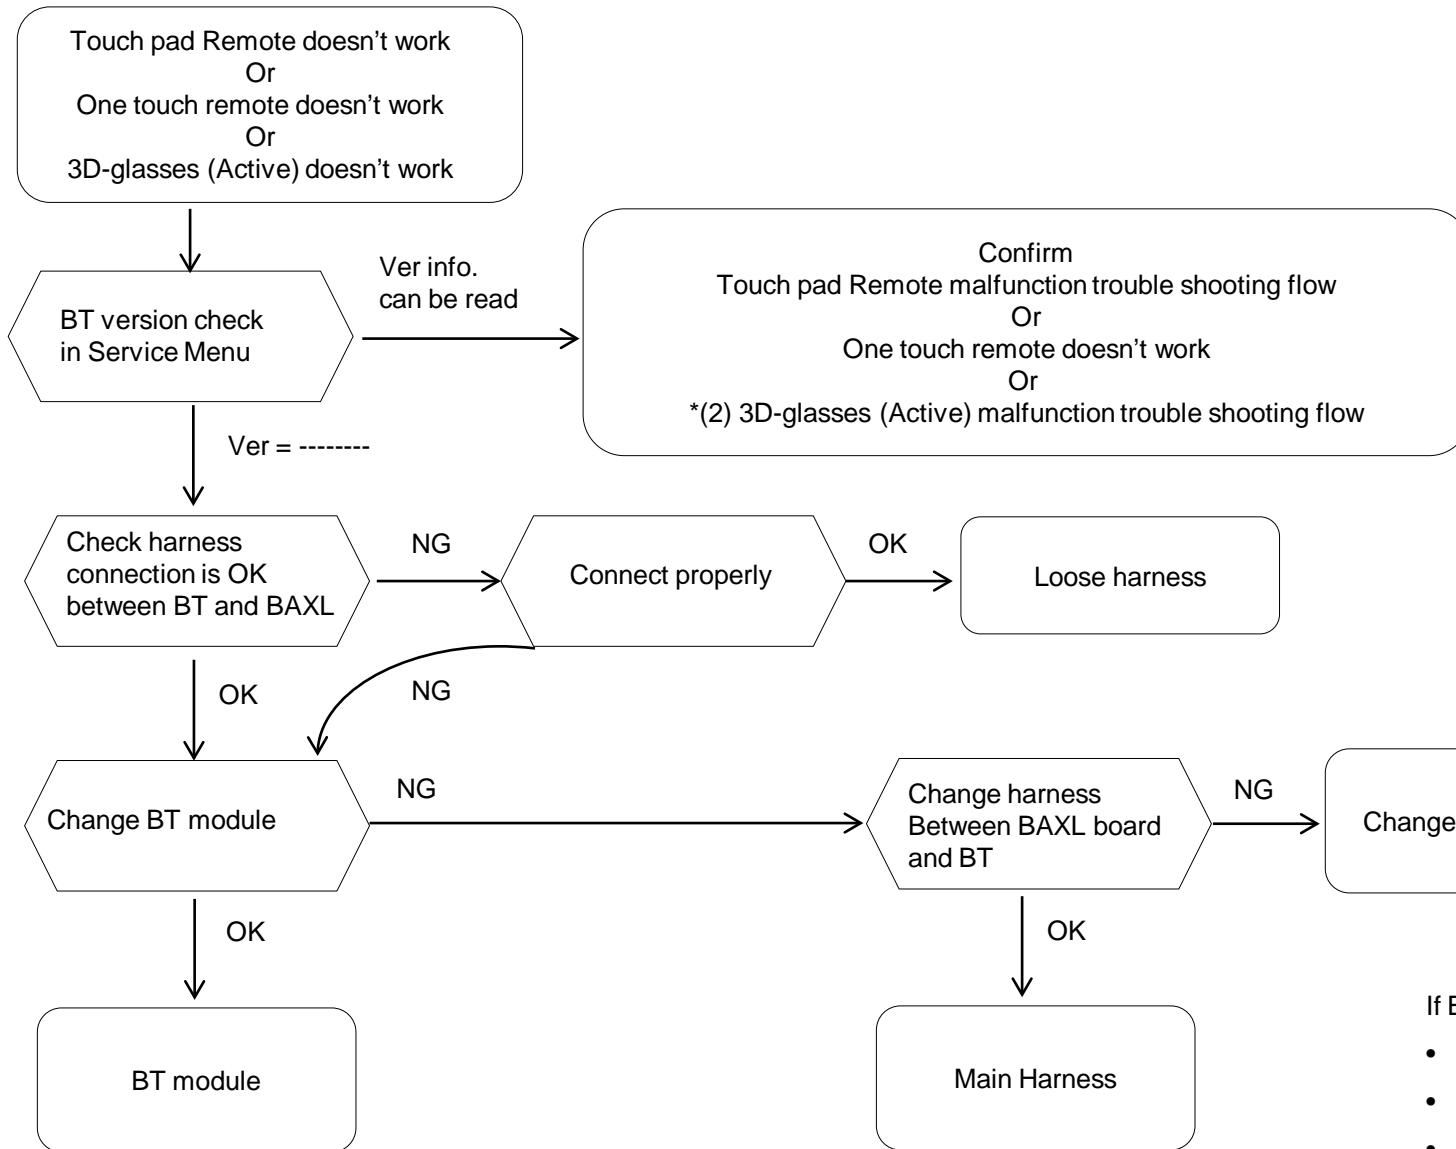 Touch pad Remote doesn’t work
Or
One touch remote doesn’t work
Or
3D-glasses (Active) doesn’t work
BT version check
in Service Menu
Ver info.
can be read
Confirm
Touch pad Remote malfunction trouble shooting flow
Or
One touch remote doesn’t work
Or
*(2) 3D-glasses (Active) malfunction trouble shooting flow
Ver = --------
Check harness
connection is OK
between BT and BAXL
NG
Connect properly
OK
Loose harness
OK
NG
Change BT module
NG
Change harness
Between BAXL board
and BT
NG
Change
OK
OK
BT module
Main Harness
If
•
•
•